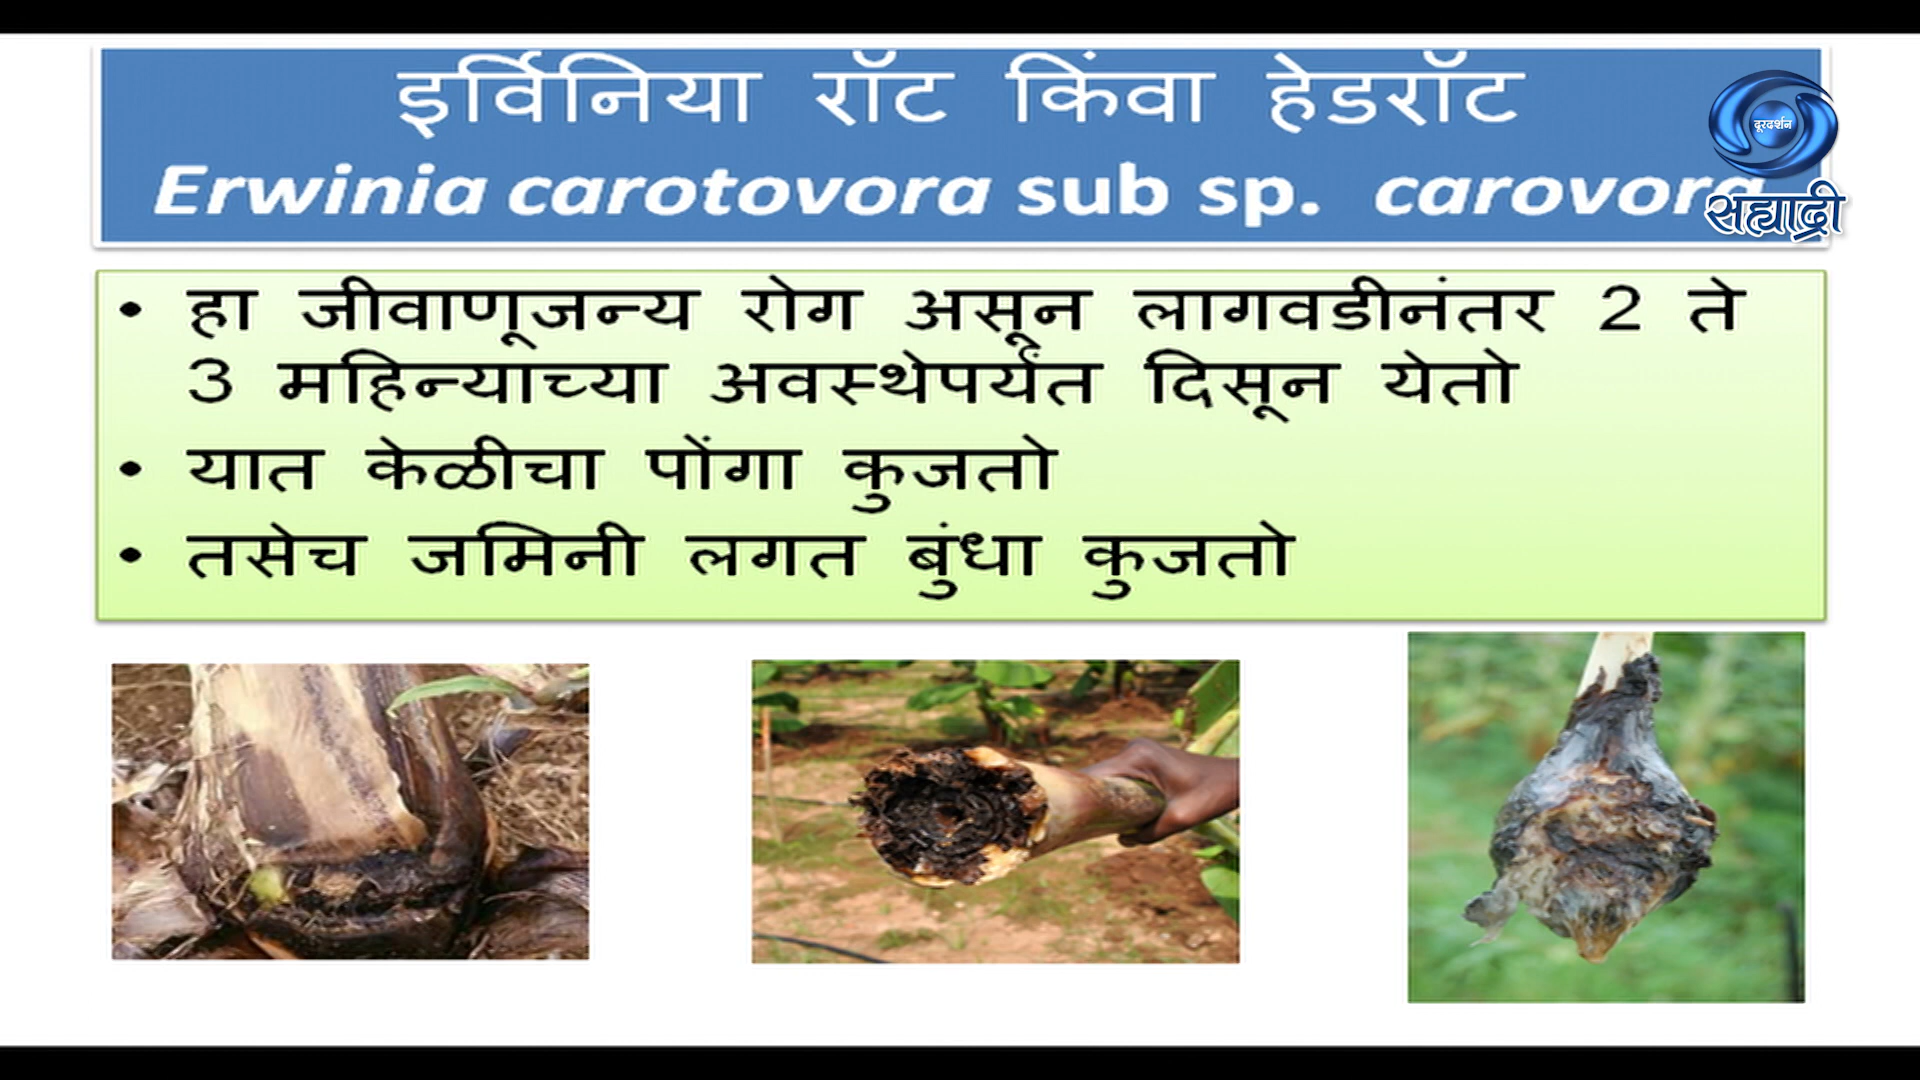 इर्विनिया रॉट किंवा हेडरॉट
Erwinia carotovora sub sp. carovora
दूरदर्शन
सह्याद्री
• हा जीवाणूजन्य रोग असून लागवडीनंतर 2 ते
3 महिन्याच्या अवस्थेपर्यंत दिसून येतो
• यात केळीचा पोंगा कुजतो
• तसेच जमिनी लगत बुंधा कुजतो